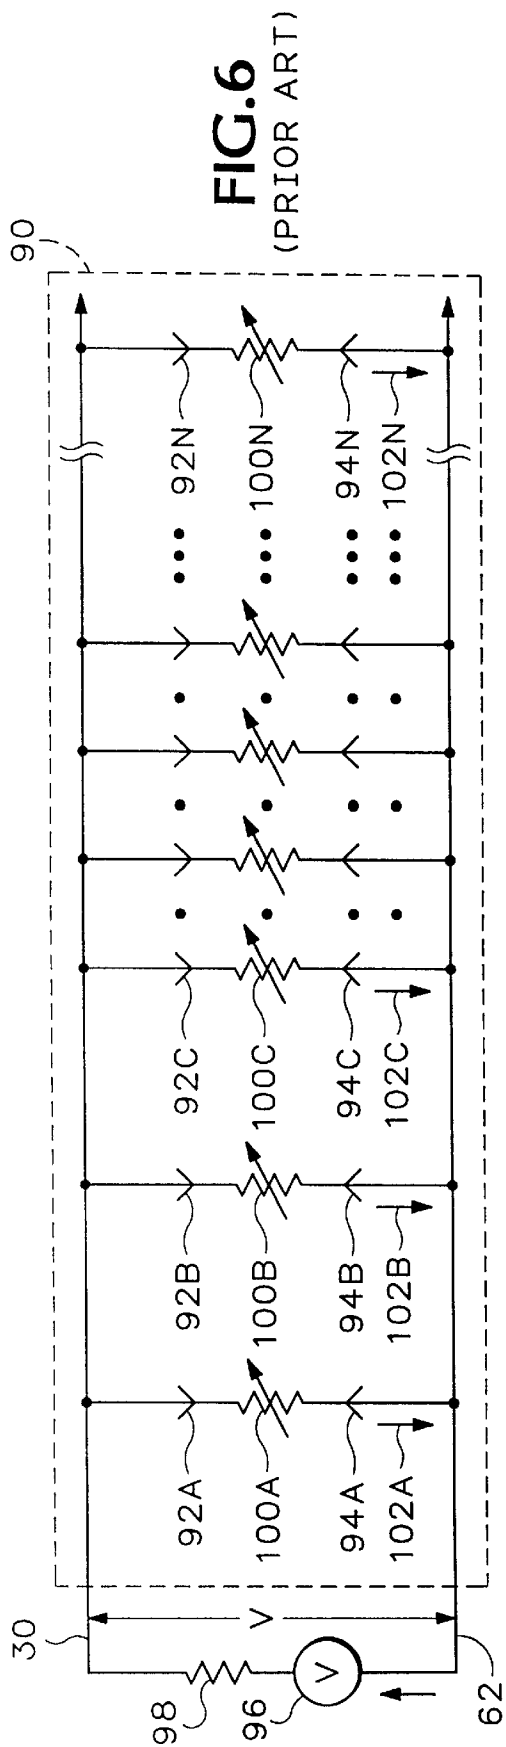 FIG.6
(PRIOR ART)
90
30
98
96
62
V
V
92A
100A
94A
102A
92B
100B
94B
102B
92C
100C
94C
102C
92N
100N
94N
102N